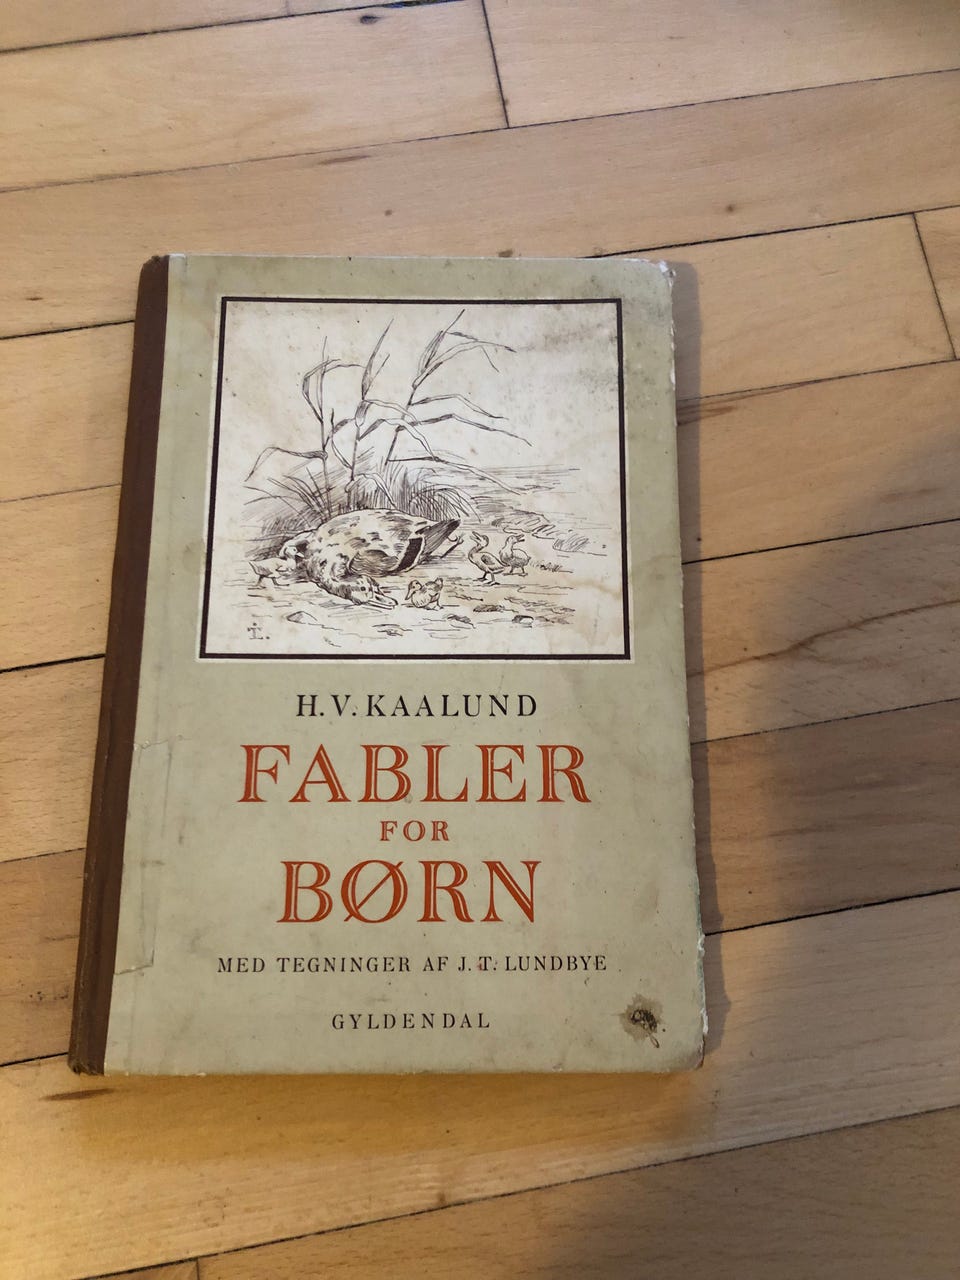 H.V. KAALUND
FABLER
FOR
BØRN
MED TEGNINGER AF J. T. LUNDBYE
GYLDENDAL